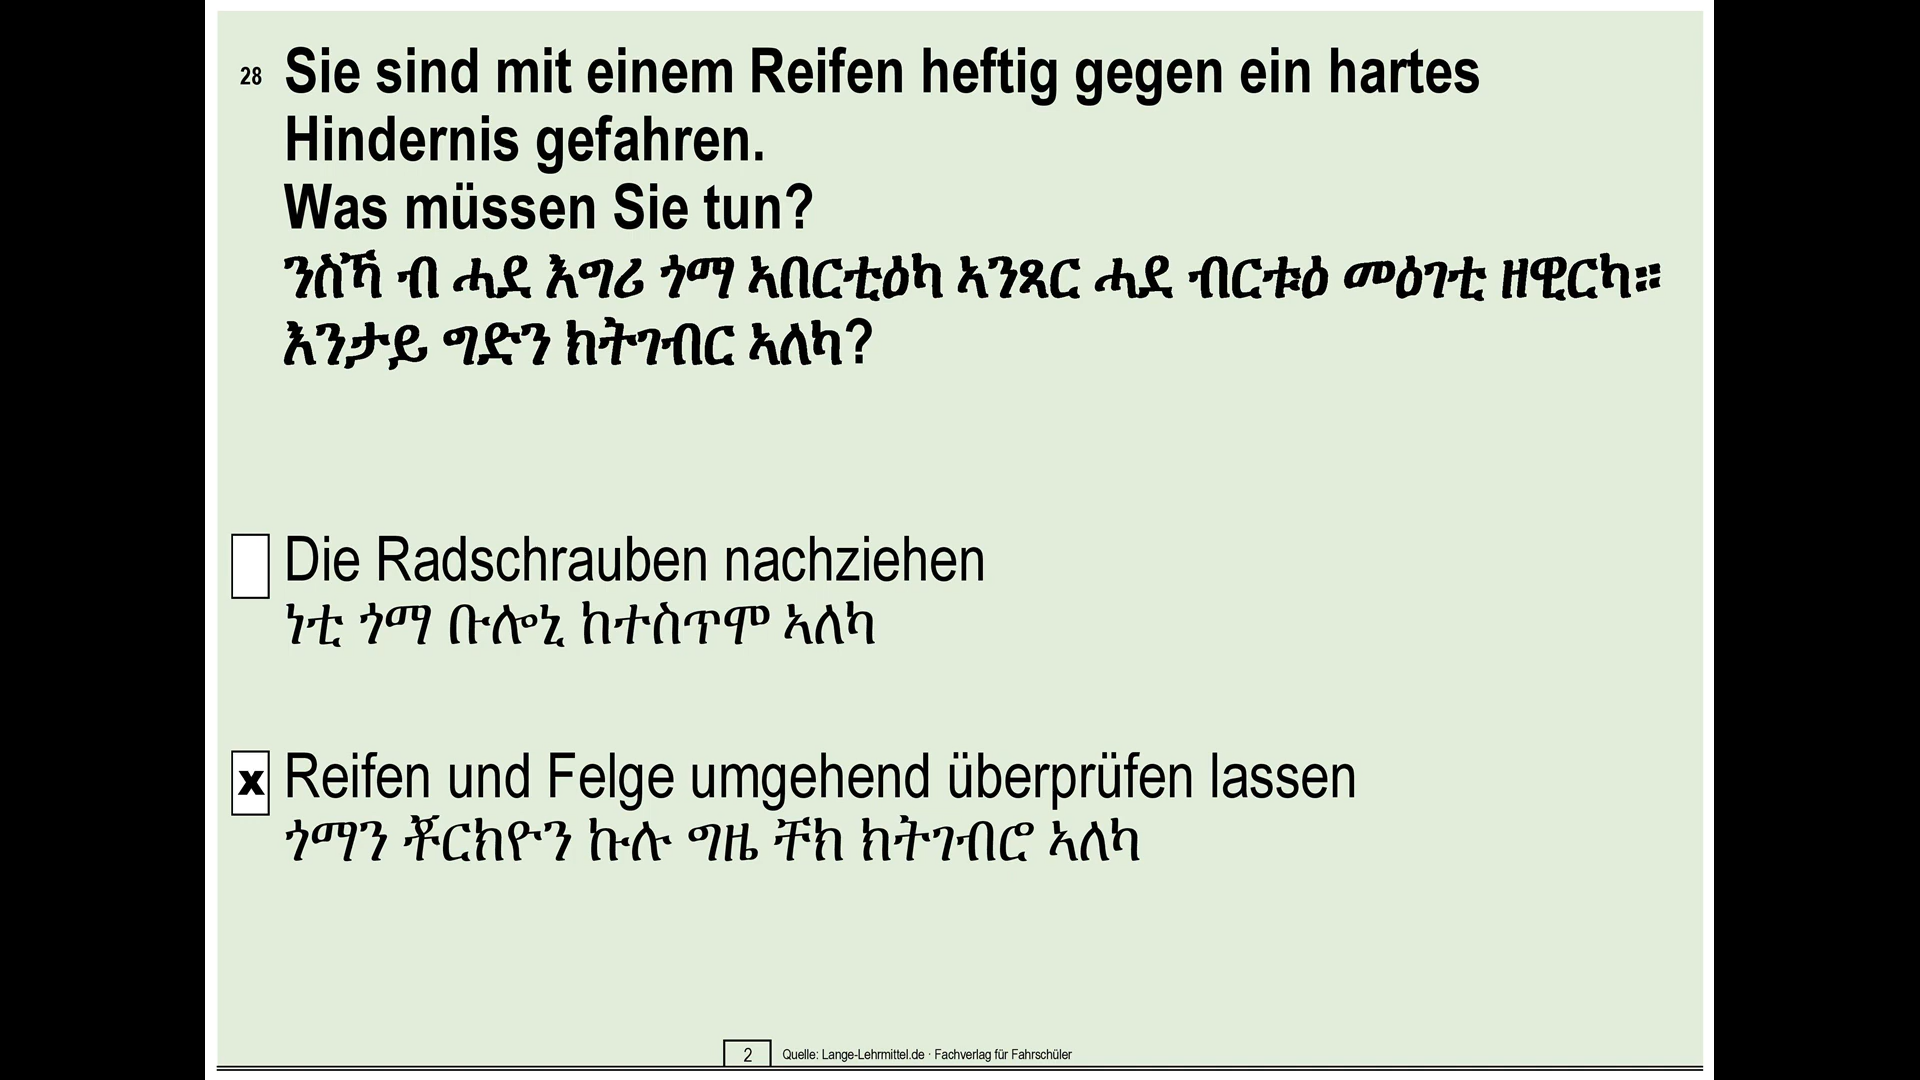 28 Sie sind mit einem Reifen heftig gegen ein hartes
Hindernis gefahren.
Was müssen Sie tun?
ንስኻ ብ ሓደ እግሪ ጎማ ኣበርቲዕካ ኣንጻር ሓደ ብርቱዕ መዕገቲ ዘዊርካ።
እንታይ ግድን ክትገብር ኣለካ?
Die Radschrauben nachziehen
ነቲ ጎማ ቡሎኒ ከተስጥሞ ኣለካ
x Reifen und Felge umgehend überprüfen lassen
ጎማን ቾርክዮን ኩሉ ግዜ ቸክ ክትገብሮ ኣለካ
2 Quelle: Lange-Lehrmittel.de · Fachverlag für Fahrschüler